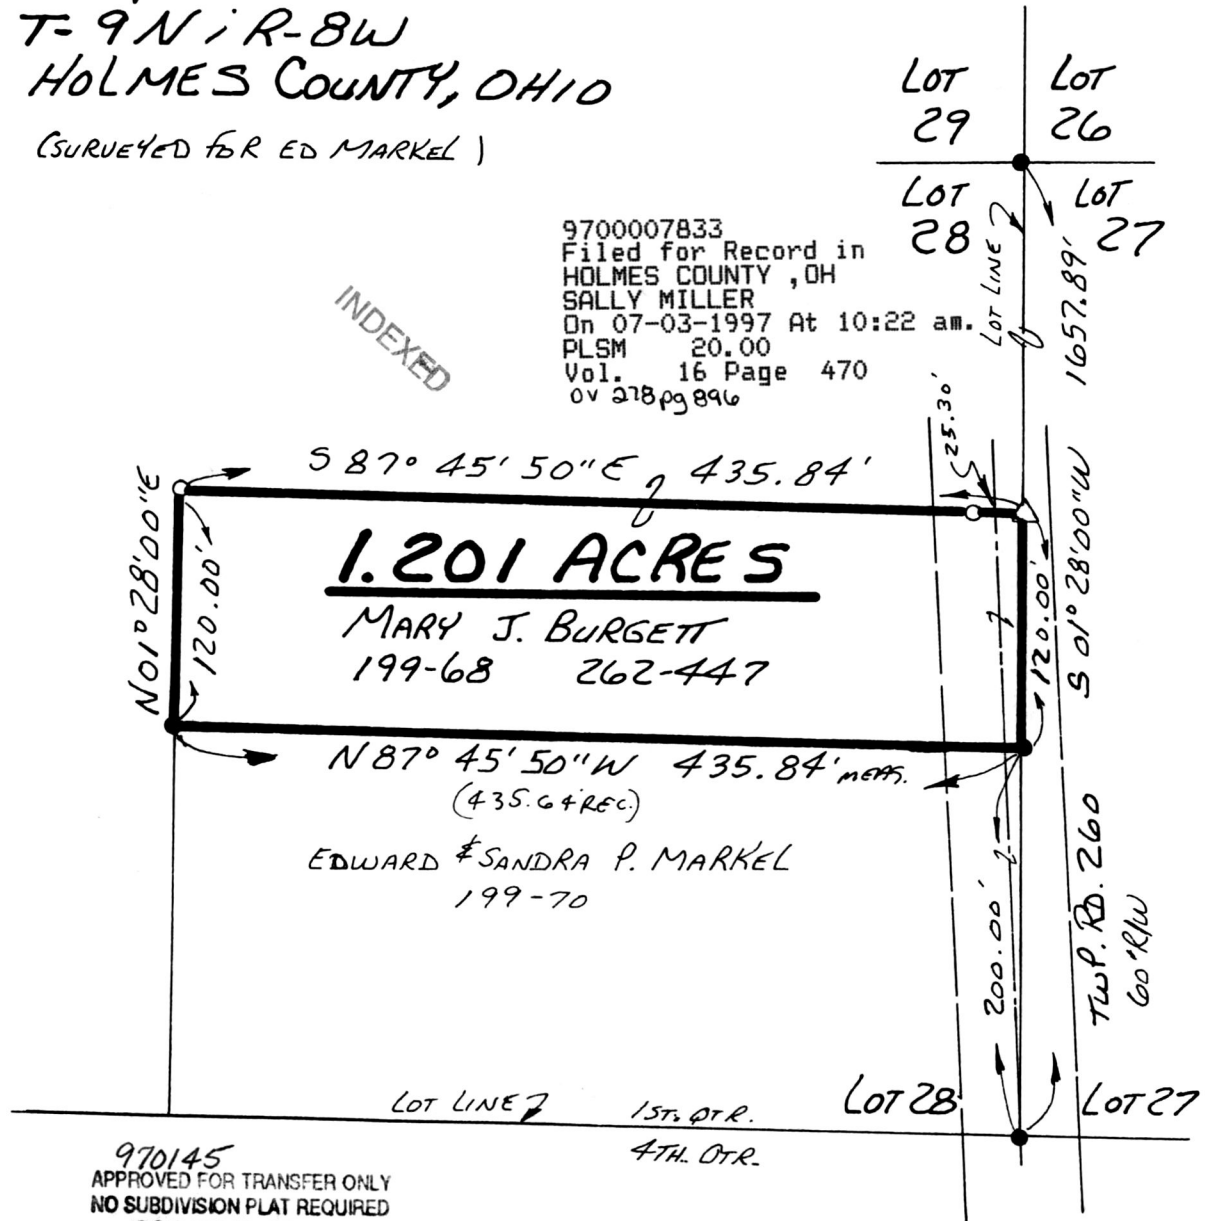 T-9N; R-8W
HOLMES COUNTY, OHIO
(SURVEYED FOR ED MARKEL)
LOT 29
LOT 26
LOT 28
LOT 27
LOT LINE
1657.89'
9700007833
Filed for Record in
HOLMES COUNTY ,OH
SALLY MILLER
On 07-03-1997 At 10:22 am.
PLSM 20.00
Vol. 16 Page 470
OV 278 pg 896
INDEXED
25.30'
S 87° 45' 50" E 435.84'
N 01° 28' 00" E
120.00'
1.201 ACRES
MARY J. BURGETT
199-68 262-447
120.00'
S 01° 28' 00" W
N 87° 45' 50" W 435.84' MEAS.
(435.64' REC.)
EDWARD & SANDRA P. MARKEL
199-70
200.00'
TWP. RD. 260
60' R/W
LOT LINE
1ST. QTR.
4TH. QTR.
LOT 28
LOT 27
970145
APPROVED FOR TRANSFER ONLY
NO SUBDIVISION PLAT REQUIRED